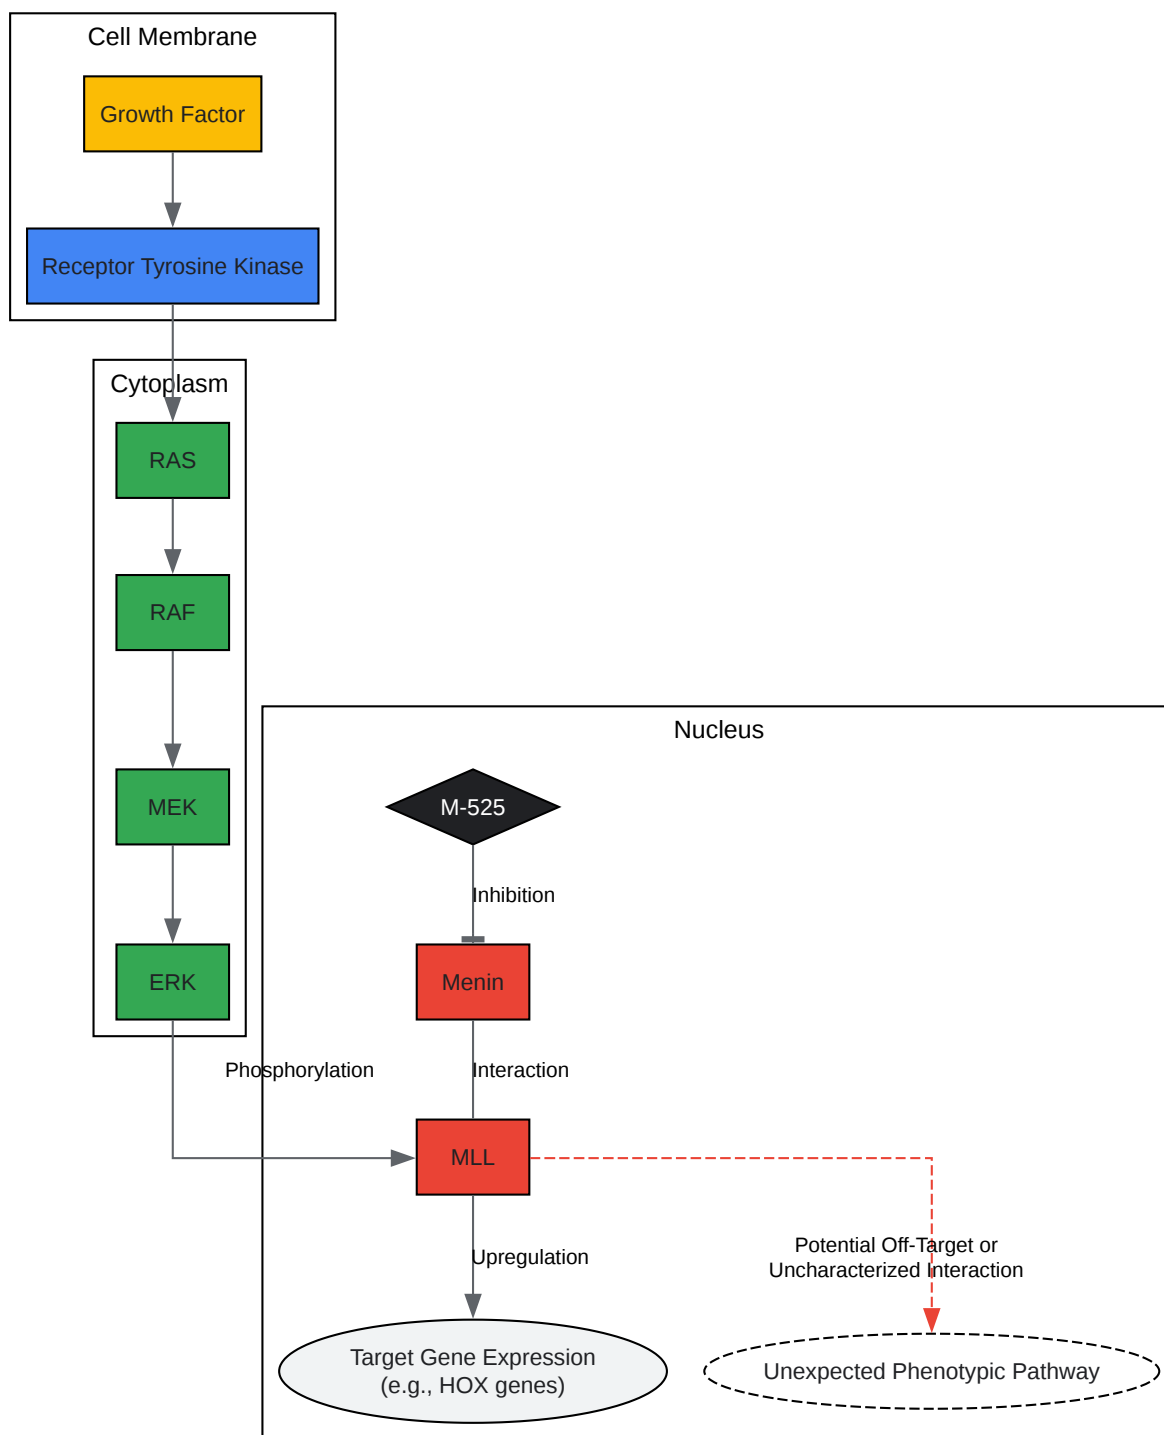 Cell Membrane
Growth Factor
Receptor Tyrosine Kinase
Cytoplasm
RAS
RAF
Nucleus
M-525
MEK
Inhibition
ERK
Menin
Phosphorylation
Interaction
MLL
Upregulation
Potential Off-Target or
Uncharacterized Interaction
Target Gene Expression
(e.g., HOX genes)
Unexpected Phenotypic Pathway